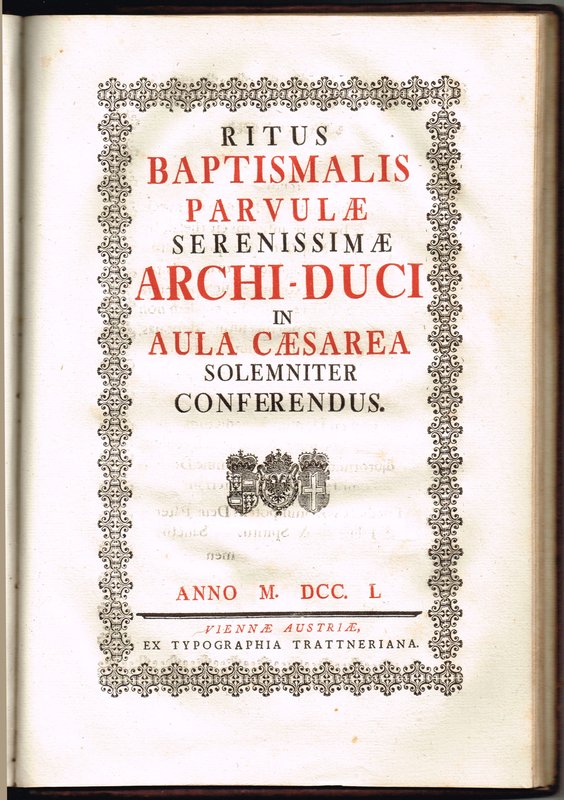 RITUS
BAPTISMALIS
PARVULÆ
SERENISSIMÆ
ARCHI-DUCI
IN
AULA CÆSAREA
SOLEMNITER
CONFERENDUS.
ANNO M. DCC. L
VIENNÆ AUSTRIÆ,
EX TYPOGRAPHIA TRATTNERIANA.